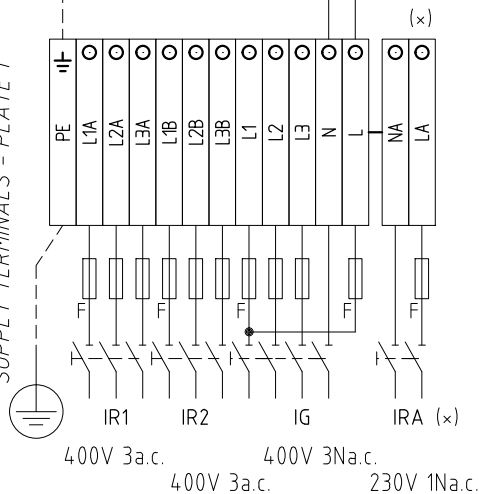 (x)
SUPPLY TERMINALS - PLATE 1
PE L1A L2A L3A L1B L2B L3B L1 L2 L3 N L NA LA
F F F F F
IR1 IR2 IG IRA (x)
400V 3a.c. 400V 3Na.c.
400V 3a.c. 230V 1Na.c.